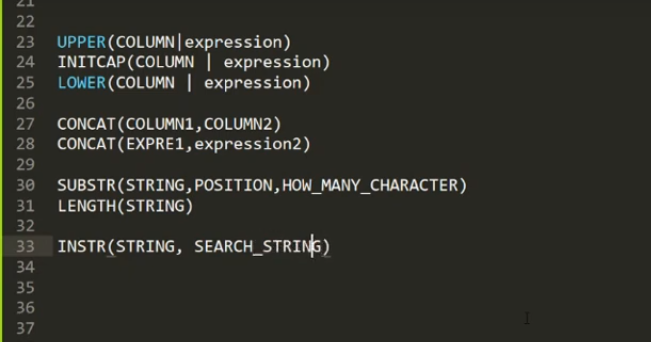 21
22
23 UPPER(COLUMN|expression)
24 INITCAP(COLUMN | expression)
25 LOWER(COLUMN | expression)
26
27 CONCAT(COLUMN1,COLUMN2)
28 CONCAT(EXPRE1,expression2)
29
30 SUBSTR(STRING,POSITION,HOW_MANY_CHARACTER)
31 LENGTH(STRING)
32
33 INSTR(STRING, SEARCH_STRING)
34
35
36
37